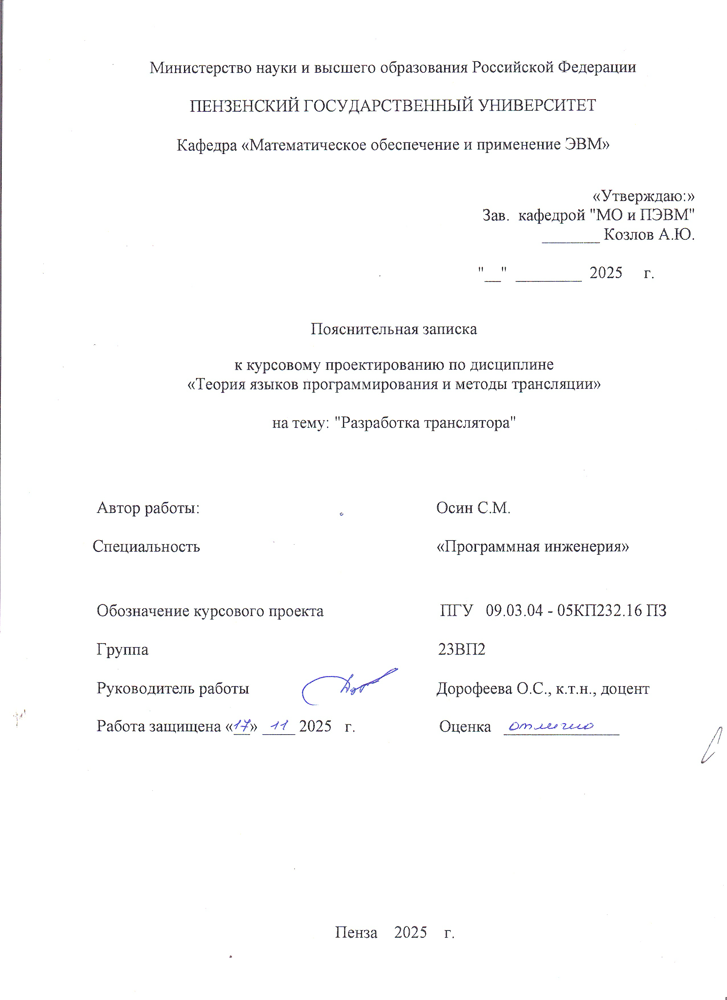 Министерство науки и высшего образования Российской Федерации
ПЕНЗЕНСКИЙ ГОСУДАРСТВЕННЫЙ УНИВЕРСИТЕТ
Кафедра «Математическое обеспечение и применение ЭВМ»
«Утверждаю:»
Зав. кафедрой "МО и ПЭВМ"
_______ Козлов А.Ю.
"__" ________ 2025 г.
Пояснительная записка
к курсовому проектированию по дисциплине
«Теория языков программирования и методы трансляции»
на тему: "Разработка транслятора"
Автор работы: Осин С.М.
Специальность «Программная инженерия»
Обозначение курсового проекта ПГУ 09.03.04 - 05КП232.16 ПЗ
Группа 23ВП2
Руководитель работы Дорофеева О.С., к.т.н., доцент
Работа защищена «17» 11 2025 г. Оценка отлично
Пенза 2025 г.